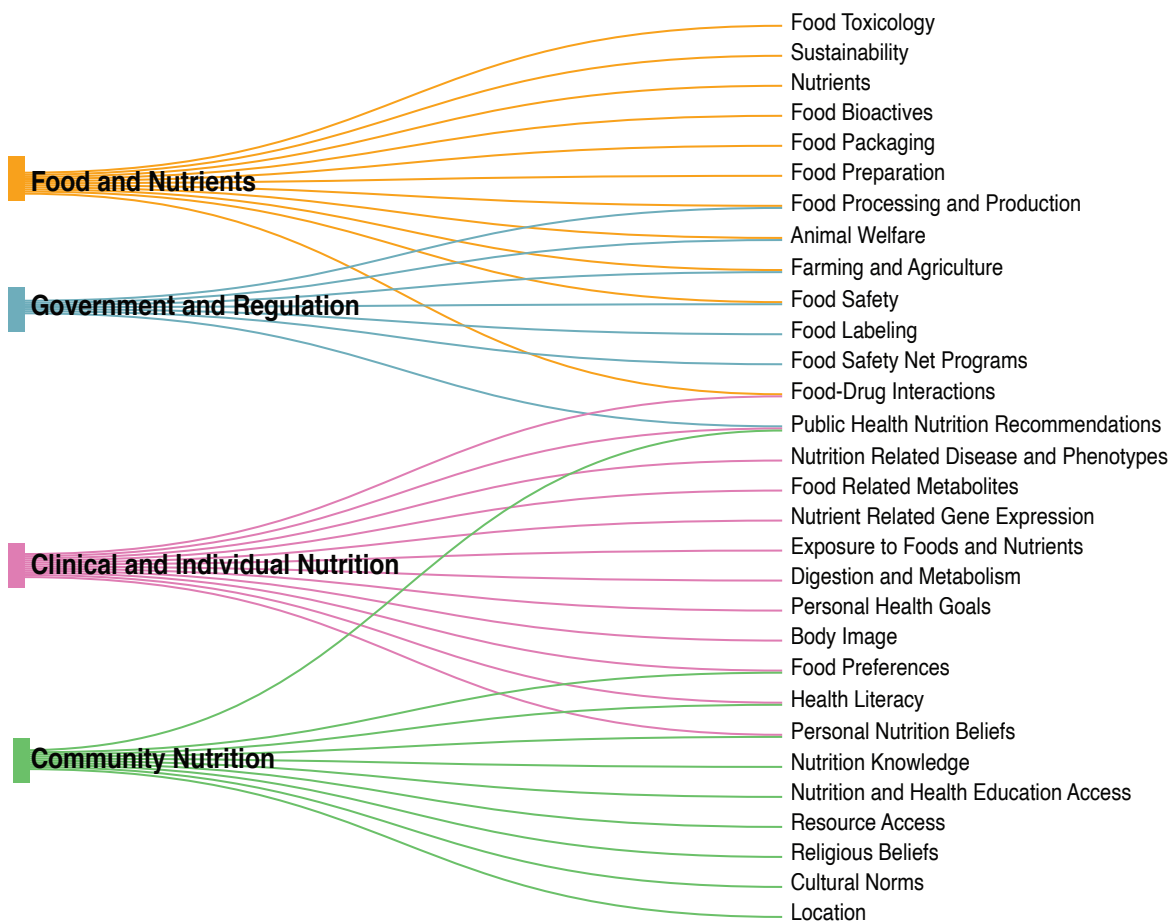 Food and Nutrients
Government and Regulation
Clinical and Individual Nutrition
Community Nutrition
Food Toxicology
Sustainability
Nutrients
Food Bioactives
Food Packaging
Food Preparation
Food Processing and Production
Animal Welfare
Farming and Agriculture
Food Safety
Food Labeling
Food Safety Net Programs
Food-Drug Interactions
Public Health Nutrition Recommendations
Nutrition Related Disease and Phenotypes
Food Related Metabolites
Nutrient Related Gene Expression
Exposure to Foods and Nutrients
Digestion and Metabolism
Personal Health Goals
Body Image
Food Preferences
Health Literacy
Personal Nutrition Beliefs
Nutrition Knowledge
Nutrition and Health Education Access
Resource Access
Religious Beliefs
Cultural Norms
Location